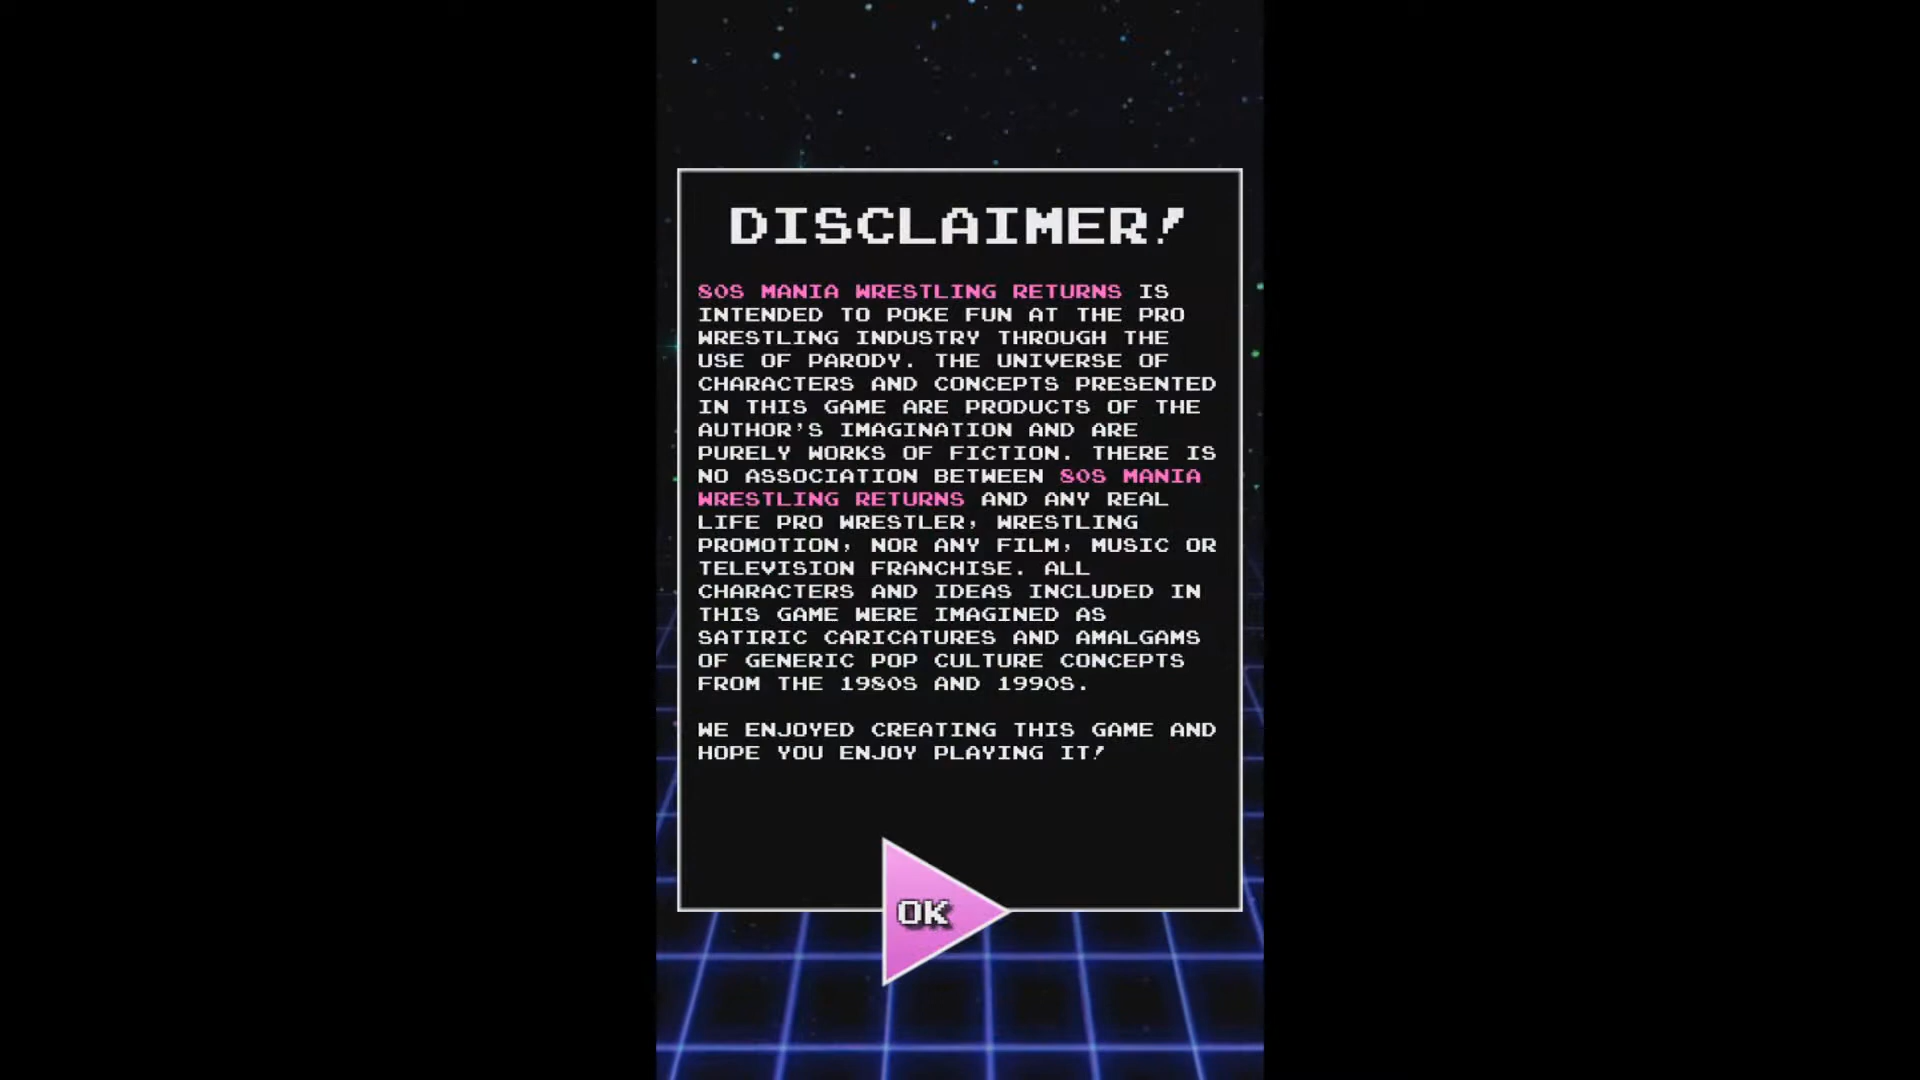 DISCLAIMER!
80S MANIA WRESTLING RETURNS IS
INTENDED TO POKE FUN AT THE PRO
WRESTLING INDUSTRY THROUGH THE
USE OF PARODY. THE UNIVERSE OF
CHARACTERS AND CONCEPTS PRESENTED
IN THIS GAME ARE PRODUCTS OF THE
AUTHOR'S IMAGINATION AND ARE
PURELY WORKS OF FICTION. THERE IS
NO ASSOCIATION BETWEEN 80S MANIA
WRESTLING RETURNS AND ANY REAL
LIFE PRO WRESTLER, WRESTLING
PROMOTION, NOR ANY FILM, MUSIC OR
TELEVISION FRANCHISE. ALL
CHARACTERS AND IDEAS INCLUDED IN
THIS GAME WERE IMAGINED AS
SATIRIC CARICATURES AND AMALGAMS
OF GENERIC POP CULTURE CONCEPTS
FROM THE 1980S AND 1990S.
WE ENJOYED CREATING THIS GAME AND
HOPE YOU ENJOY PLAYING IT!
OK